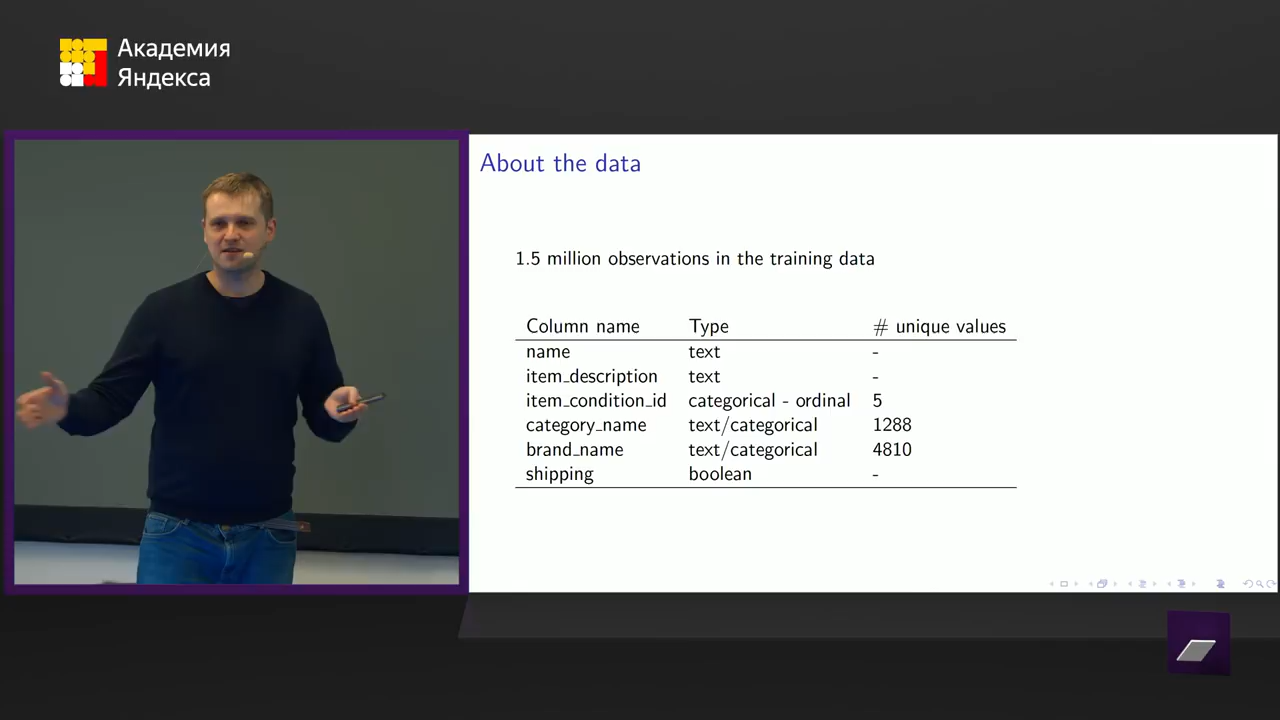 Академия
Яндекса
About the data
1.5 million observations in the training data
Column name Type # unique values
name text -
item_description text -
item_condition_id categorical - ordinal 5
category_name text/categorical 1288
brand_name text/categorical 4810
shipping boolean -